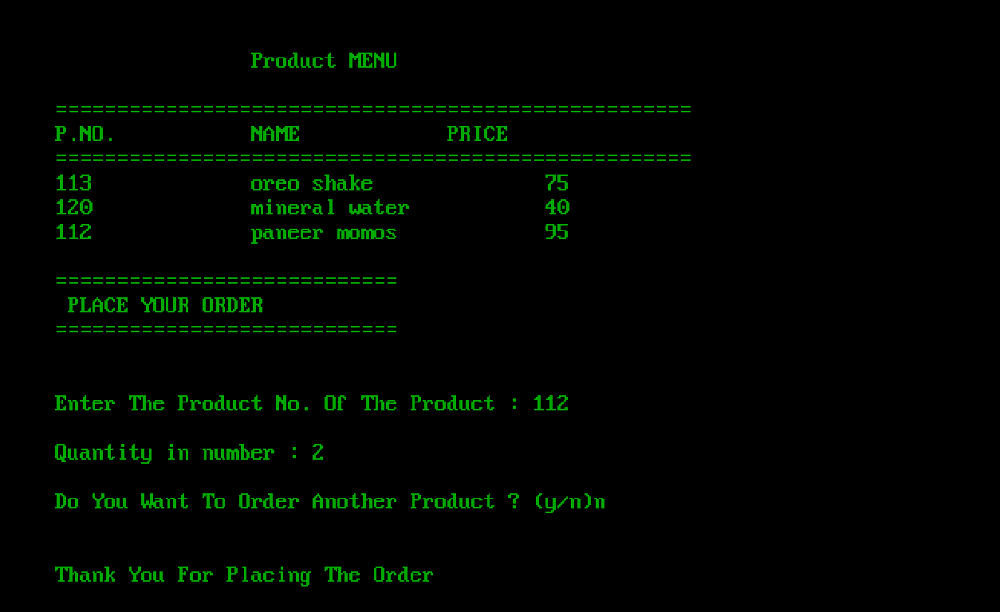 Product MENU
====================================================
P.NO. NAME PRICE
====================================================
113 oreo shake 75
120 mineral water 40
112 paneer momos 95
============================
PLACE YOUR ORDER
============================
Enter The Product No. Of The Product : 112
Quantity in number : 2
Do You Want To Order Another Product ? (y/n)n
Thank You For Placing The Order